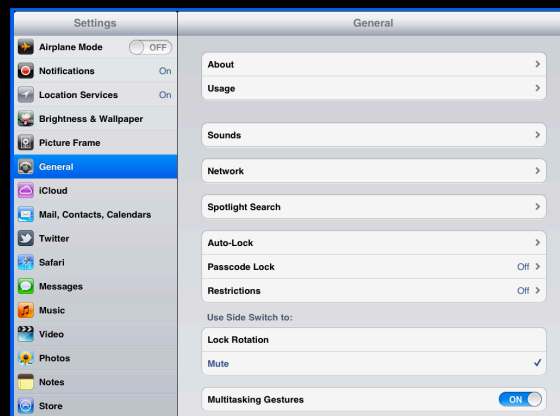 Settings
Airplane Mode OFF
Notifications On
Location Services On
Brightness & Wallpaper
Picture Frame
General
iCloud
Mail, Contacts, Calendars
Twitter
Safari
Messages
Music
Video
Photos
Notes
Store
General
About
Usage
Sounds
Network
Spotlight Search
Auto-Lock
Passcode Lock Off
Restrictions Off
Use Side Switch to:
Lock Rotation
Mute
Multitasking Gestures ON